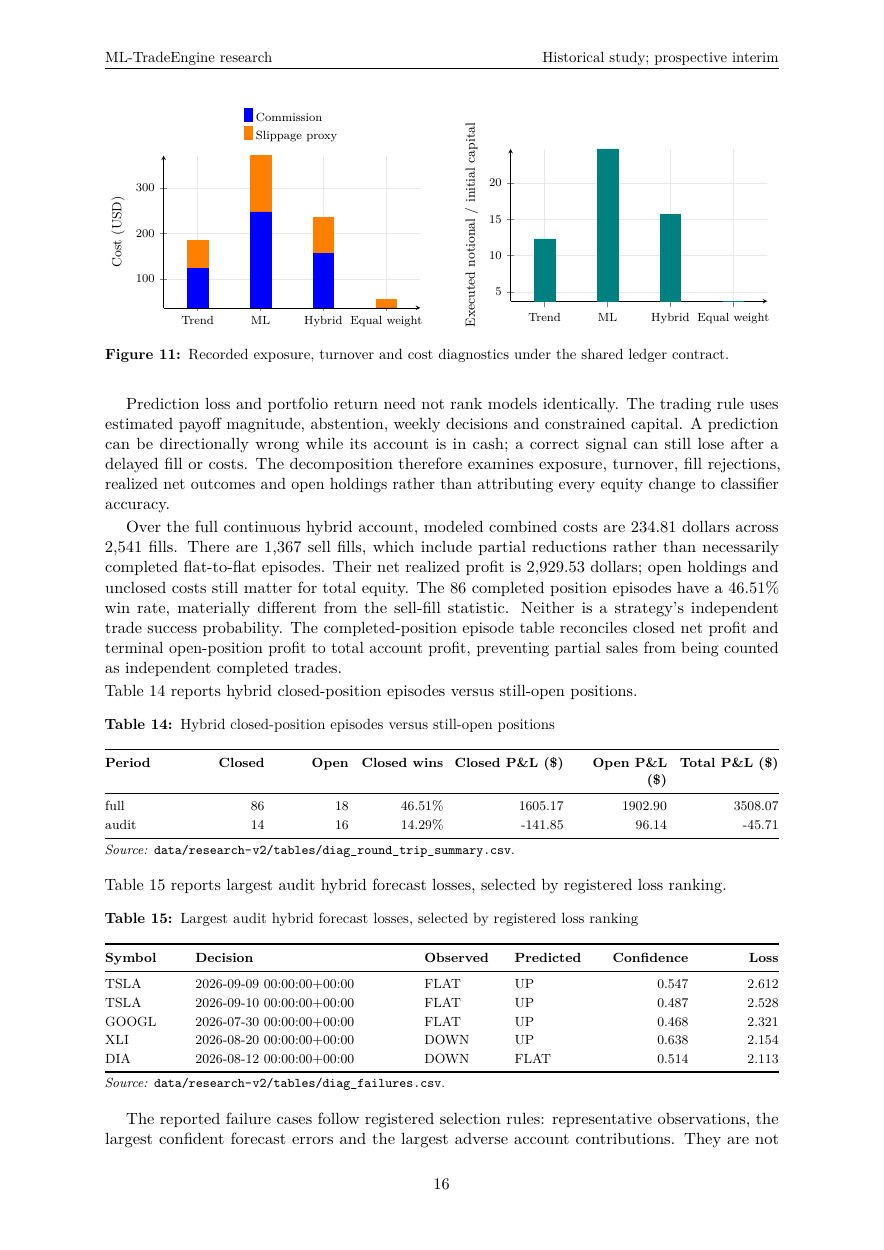 ML-TradeEngine research Historical study; prospective interim
Commission
Slippage proxy
Cost (USD)
300
200
100
Trend ML Hybrid Equal weight
Executed notional / initial capital
20
15
10
5
Trend ML Hybrid Equal weight
Figure 11: Recorded exposure, turnover and cost diagnostics under the shared ledger contract.
Prediction loss and portfolio return need not rank models identically. The trading rule uses
estimated payoff magnitude, abstention, weekly decisions and constrained capital. A prediction
can be directionally wrong while its account is in cash; a correct signal can still lose after a
delayed fill or costs. The decomposition therefore examines exposure, turnover, fill rejections,
realized net outcomes and open holdings rather than attributing every equity change to classifier
accuracy.
Over the full continuous hybrid account, modeled combined costs are 234.81 dollars across
2,541 fills. There are 1,367 sell fills, which include partial reductions rather than necessarily
completed flat-to-flat episodes. Their net realized profit is 2,929.53 dollars; open holdings and
unclosed costs still matter for total equity. The 86 completed position episodes have a 46.51%
win rate, materially different from the sell-fill statistic. Neither is a strategy's independent
trade success probability. The completed-position episode table reconciles closed net profit and
terminal open-position profit to total account profit, preventing partial sales from being counted
as independent completed trades.
Table 14 reports hybrid closed-position episodes versus still-open positions.
Table 14: Hybrid closed-position episodes versus still-open positions
Period Closed Open Closed wins Closed P&L ($) Open P&L ($) Total P&L ($)
full 86 18 46.51% 1605.17 1902.90 3508.07
audit 14 16 14.29% -141.85 96.14 -45.71
Source: data/research-v2/tables/diag_round_trip_summary.csv.
Table 15 reports largest audit hybrid forecast losses, selected by registered loss ranking.
Table 15: Largest audit hybrid forecast losses, selected by registered loss ranking
Symbol Decision Observed Predicted Confidence Loss
TSLA 2026-09-09 00:00:00+00:00 FLAT UP 0.547 2.612
TSLA 2026-09-10 00:00:00+00:00 FLAT UP 0.487 2.528
GOOGL 2026-07-30 00:00:00+00:00 FLAT UP 0.468 2.321
XLI 2026-08-20 00:00:00+00:00 DOWN UP 0.638 2.154
DIA 2026-08-12 00:00:00+00:00 DOWN FLAT 0.514 2.113
Source: data/research-v2/tables/diag_failures.csv.
The reported failure cases follow registered selection rules: representative observations, the
largest confident forecast errors and the largest adverse account contributions. They are not
16